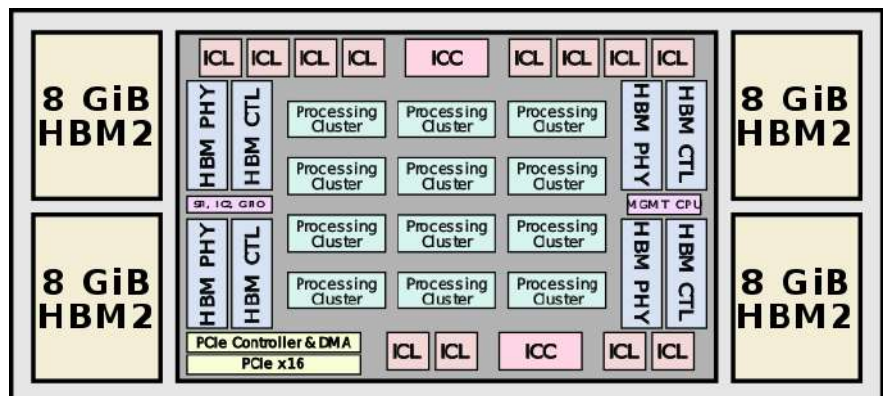 8 GiB
HBM2
8 GiB
HBM2
ICL ICL ICL ICL ICC ICL ICL ICL ICL
HBM PHY
HBM CTL
HBM PHY
HBM CTL
SPI, I2C, GPIO
Processing
Cluster
Processing
Cluster
Processing
Cluster
Processing
Cluster
Processing
Cluster
Processing
Cluster
Processing
Cluster
Processing
Cluster
Processing
Cluster
Processing
Cluster
Processing
Cluster
Processing
Cluster
HBM PHY
HBM CTL
MGMT CPU
HBM PHY
HBM CTL
PCIe Controller & DMA
PCIe x16
ICL ICL ICC ICL ICL
8 GiB
HBM2
8 GiB
HBM2